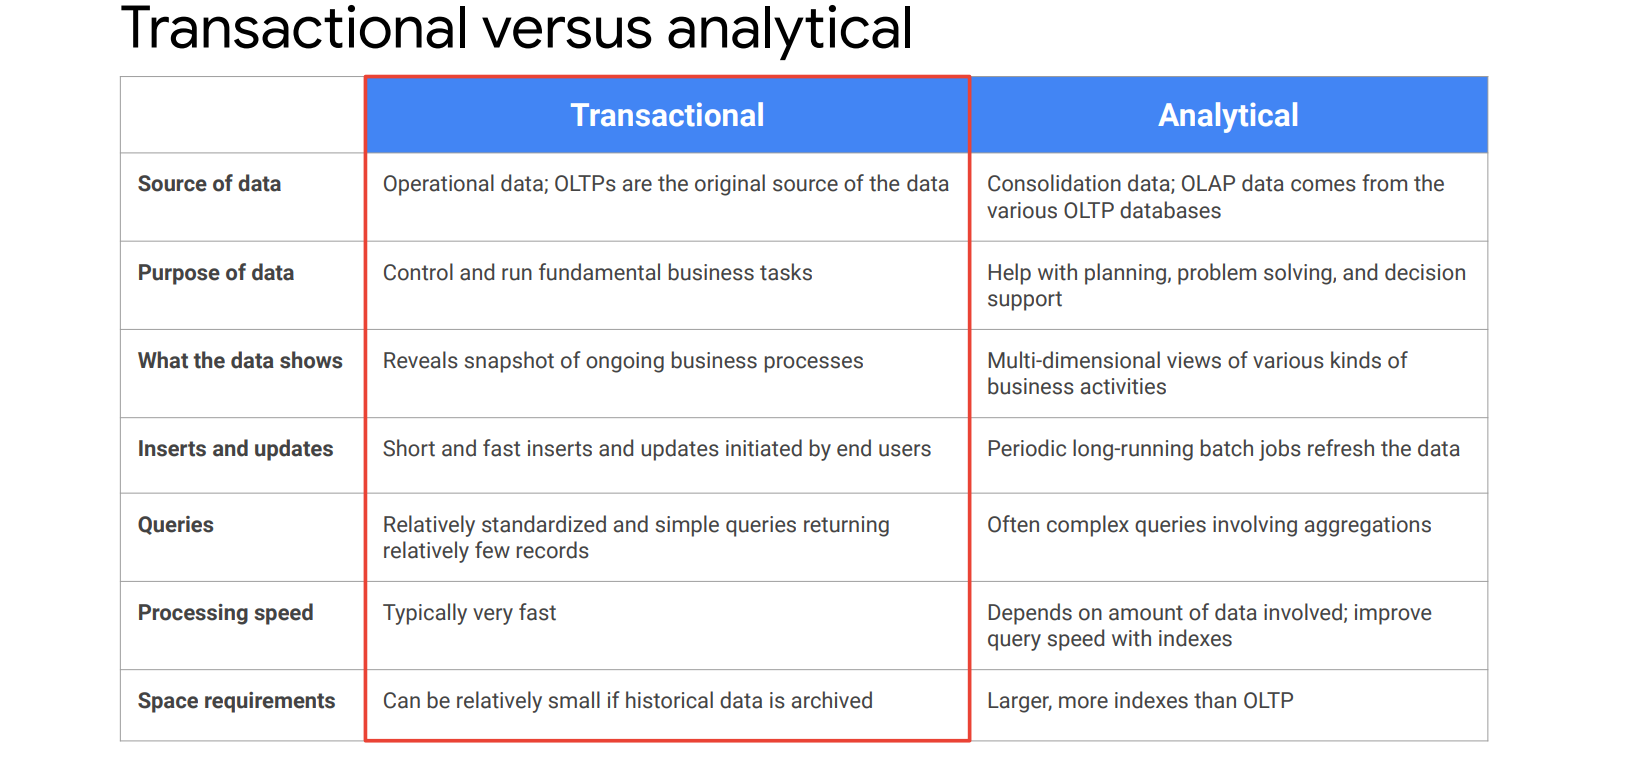 Transactional versus analytical
Transactional
Analytical
Source of data
Operational data; OLTPs are the original source of the data
Consolidation data; OLAP data comes from the
various OLTP databases
Purpose of data
Control and run fundamental business tasks
Help with planning, problem solving, and decision
support
What the data shows
Reveals snapshot of ongoing business processes
Multi-dimensional views of various kinds of
business activities
Inserts and updates
Short and fast inserts and updates initiated by end users
Periodic long-running batch jobs refresh the data
Queries
Relatively standardized and simple queries returning
relatively few records
Often complex queries involving aggregations
Processing speed
Typically very fast
Depends on amount of data involved; improve
query speed with indexes
Space requirements
Can be relatively small if historical data is archived
Larger, more indexes than OLTP